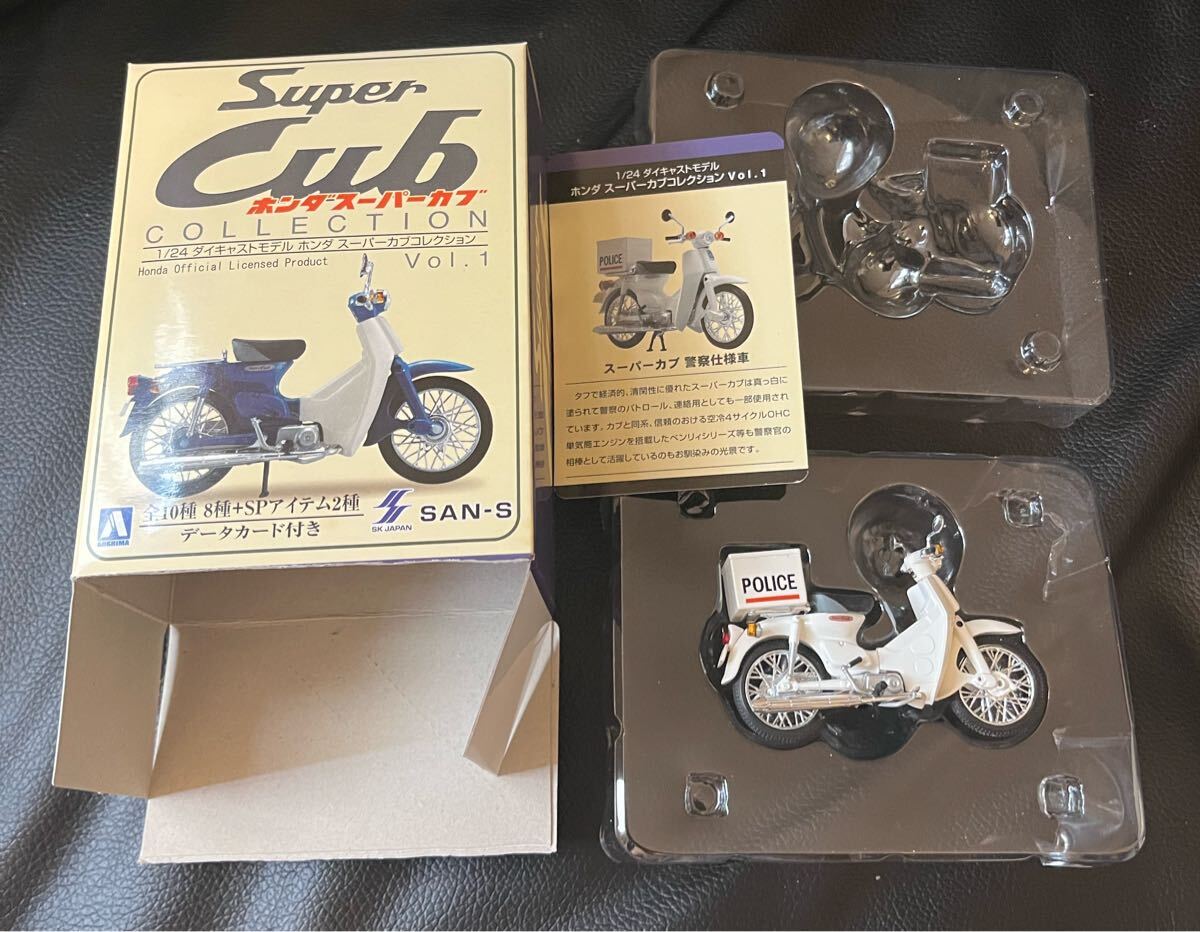 Super
Cub
ホンダスーパーカブ
COLLECTION
1/24 ダイキャストモデル ホンダ スーパーカブコレクション
Honda Official Licensed Product
Vol.1
全10種 8種+SPアイテム2種
データカード付き
AOSHIMA
SK JAPAN
SAN-S
1/24 ダイキャストモデル
ホンダ スーパーカブコレクション Vol.1
POLICE
スーパーカブ 警察仕様車
タフで経済的、清閑性に優れたスーパーカブは真っ白に
塗られて警察のパトロール、連絡用としても一部使用され
ています。カブと同系、信頼のおける空冷4サイクルOHC
単気筒エンジンを搭載したベンリィシリーズ等も警察官の
相棒として活躍しているのもお馴染みの光景です。
POLICE